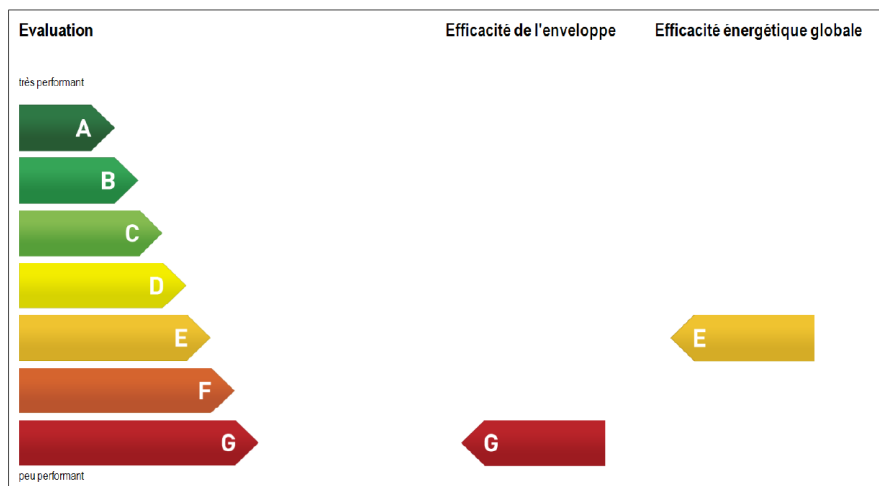 Evaluation Efficacité de l'enveloppe Efficacité énergétique globale
très performant
A
B
C
D
E E
F
G G
peu performant